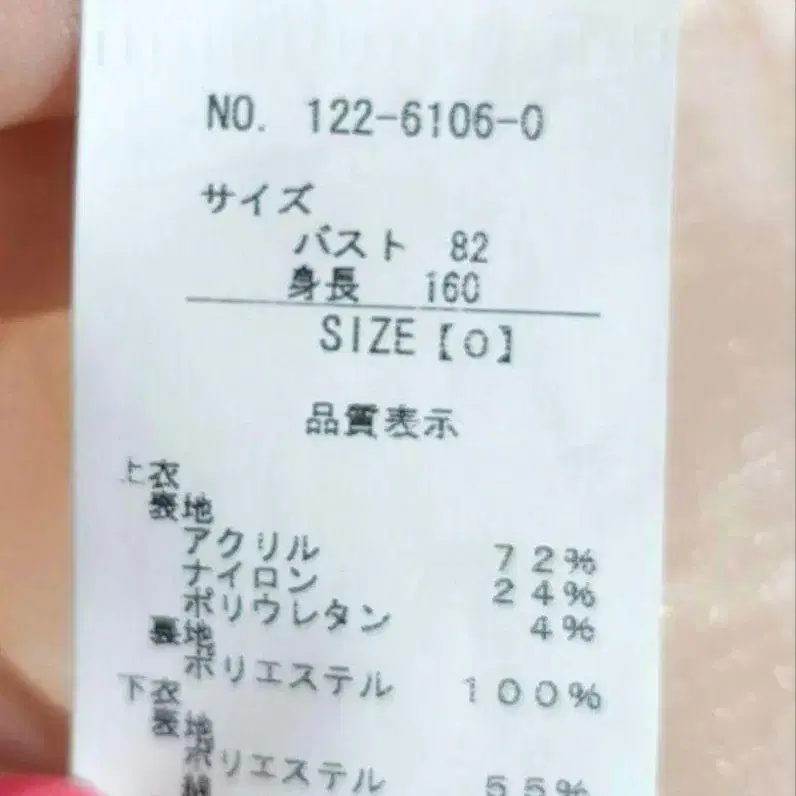 NO. 122-6106-0
サイズ
バスト 82
身長 160
SIZE【0】
品質表示
上衣
表地
アクリル 72%
ナイロン 24%
ポリウレタン 4%
裏地
ポリエステル 100%
下衣
表地
ポリエステル 55%
綿